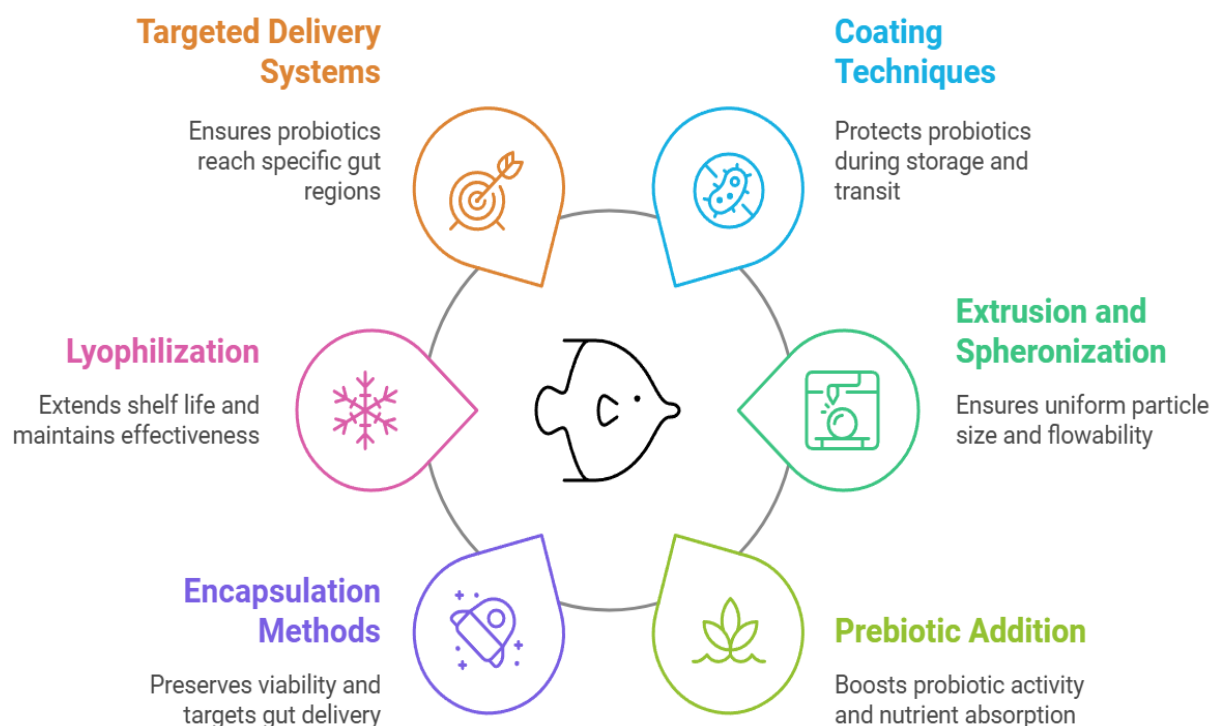 Targeted Delivery
Systems
Ensures probiotics
reach specific gut
regions
Coating
Techniques
Protects probiotics
during storage and
transit
Lyophilization
Extends shelf life and
maintains effectiveness
Extrusion and
Spheronization
Ensures uniform particle
size and flowability
Encapsulation
Methods
Preserves viability and
targets gut delivery
Prebiotic Addition
Boosts probiotic activity
and nutrient absorption